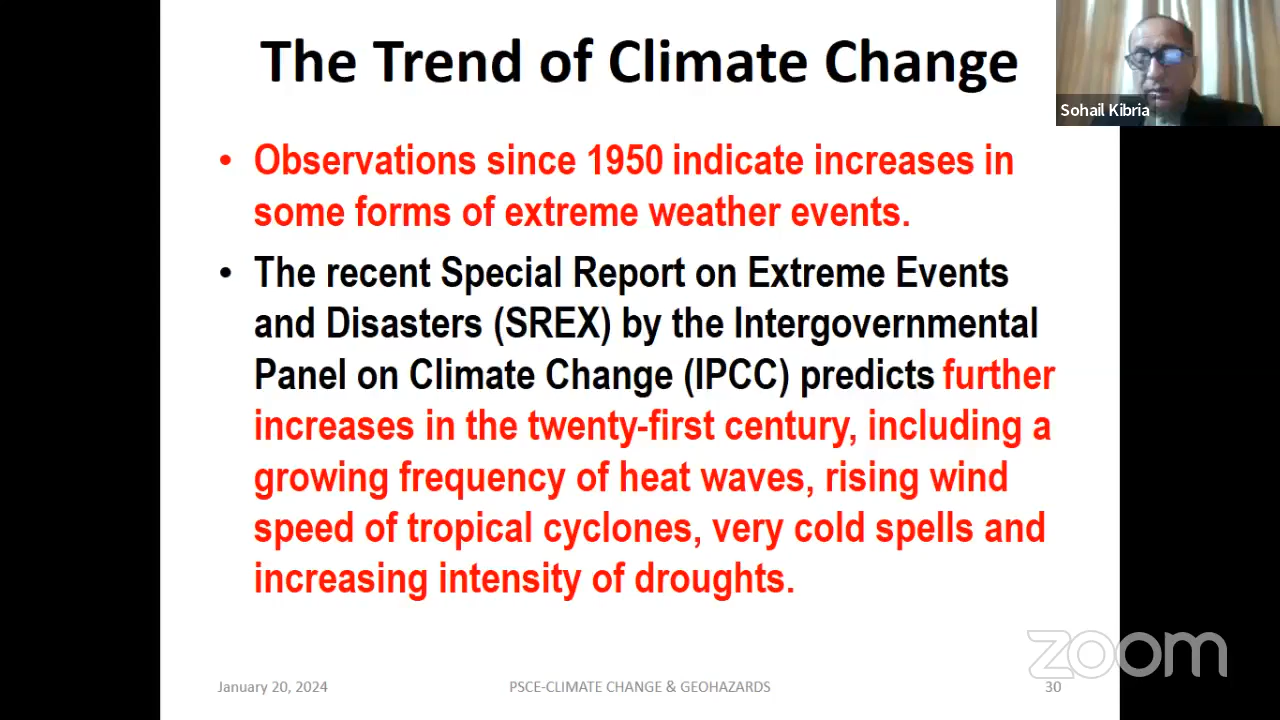 The Trend of Climate Change
Sohail Kibria
• Observations since 1950 indicate increases in
some forms of extreme weather events.
• The recent Special Report on Extreme Events
and Disasters (SREX) by the Intergovernmental
Panel on Climate Change (IPCC) predicts further
increases in the twenty-first century, including a
growing frequency of heat waves, rising wind
speed of tropical cyclones, very cold spells and
increasing intensity of droughts.
zoom
January 20, 2024
PSCE-CLIMATE CHANGE & GEOHAZARDS
30